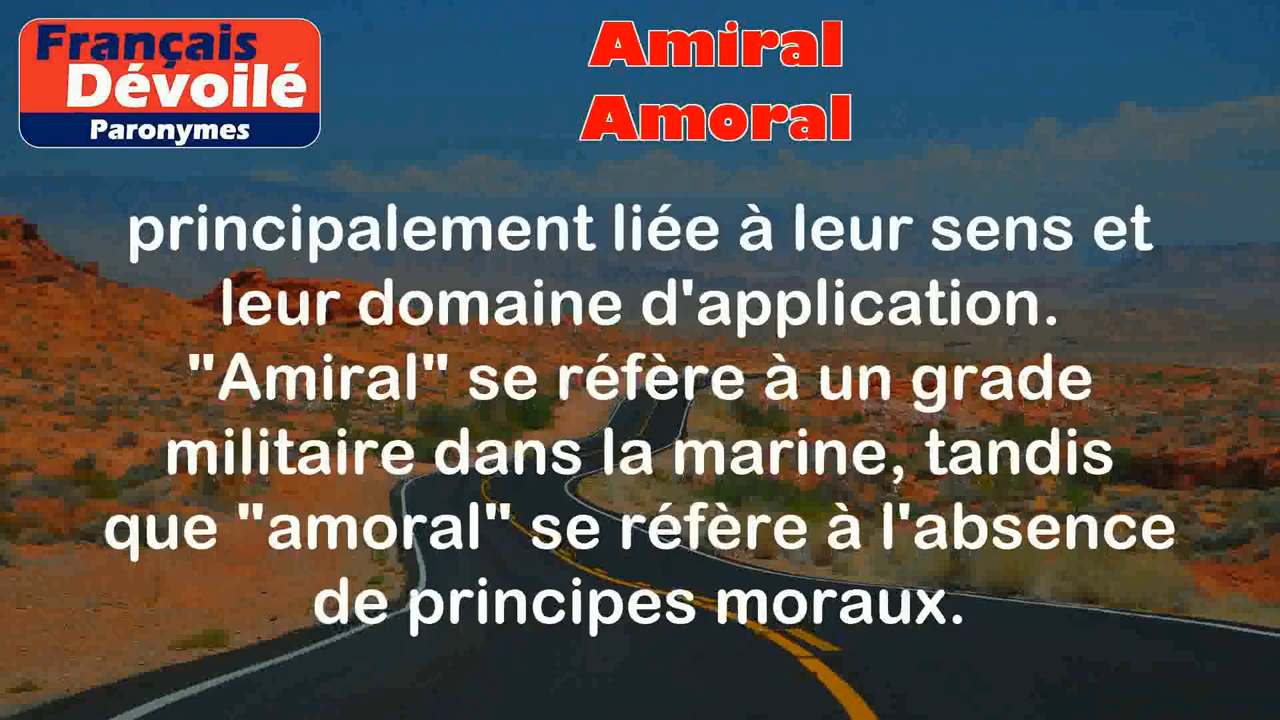 Français
Dévoilé
Paronymes
Amiral
Amoral
principalement liée à leur sens et
leur domaine d'application.
"Amiral" se réfère à un grade
militaire dans la marine, tandis
que "amoral" se réfère à l'absence
de principes moraux.